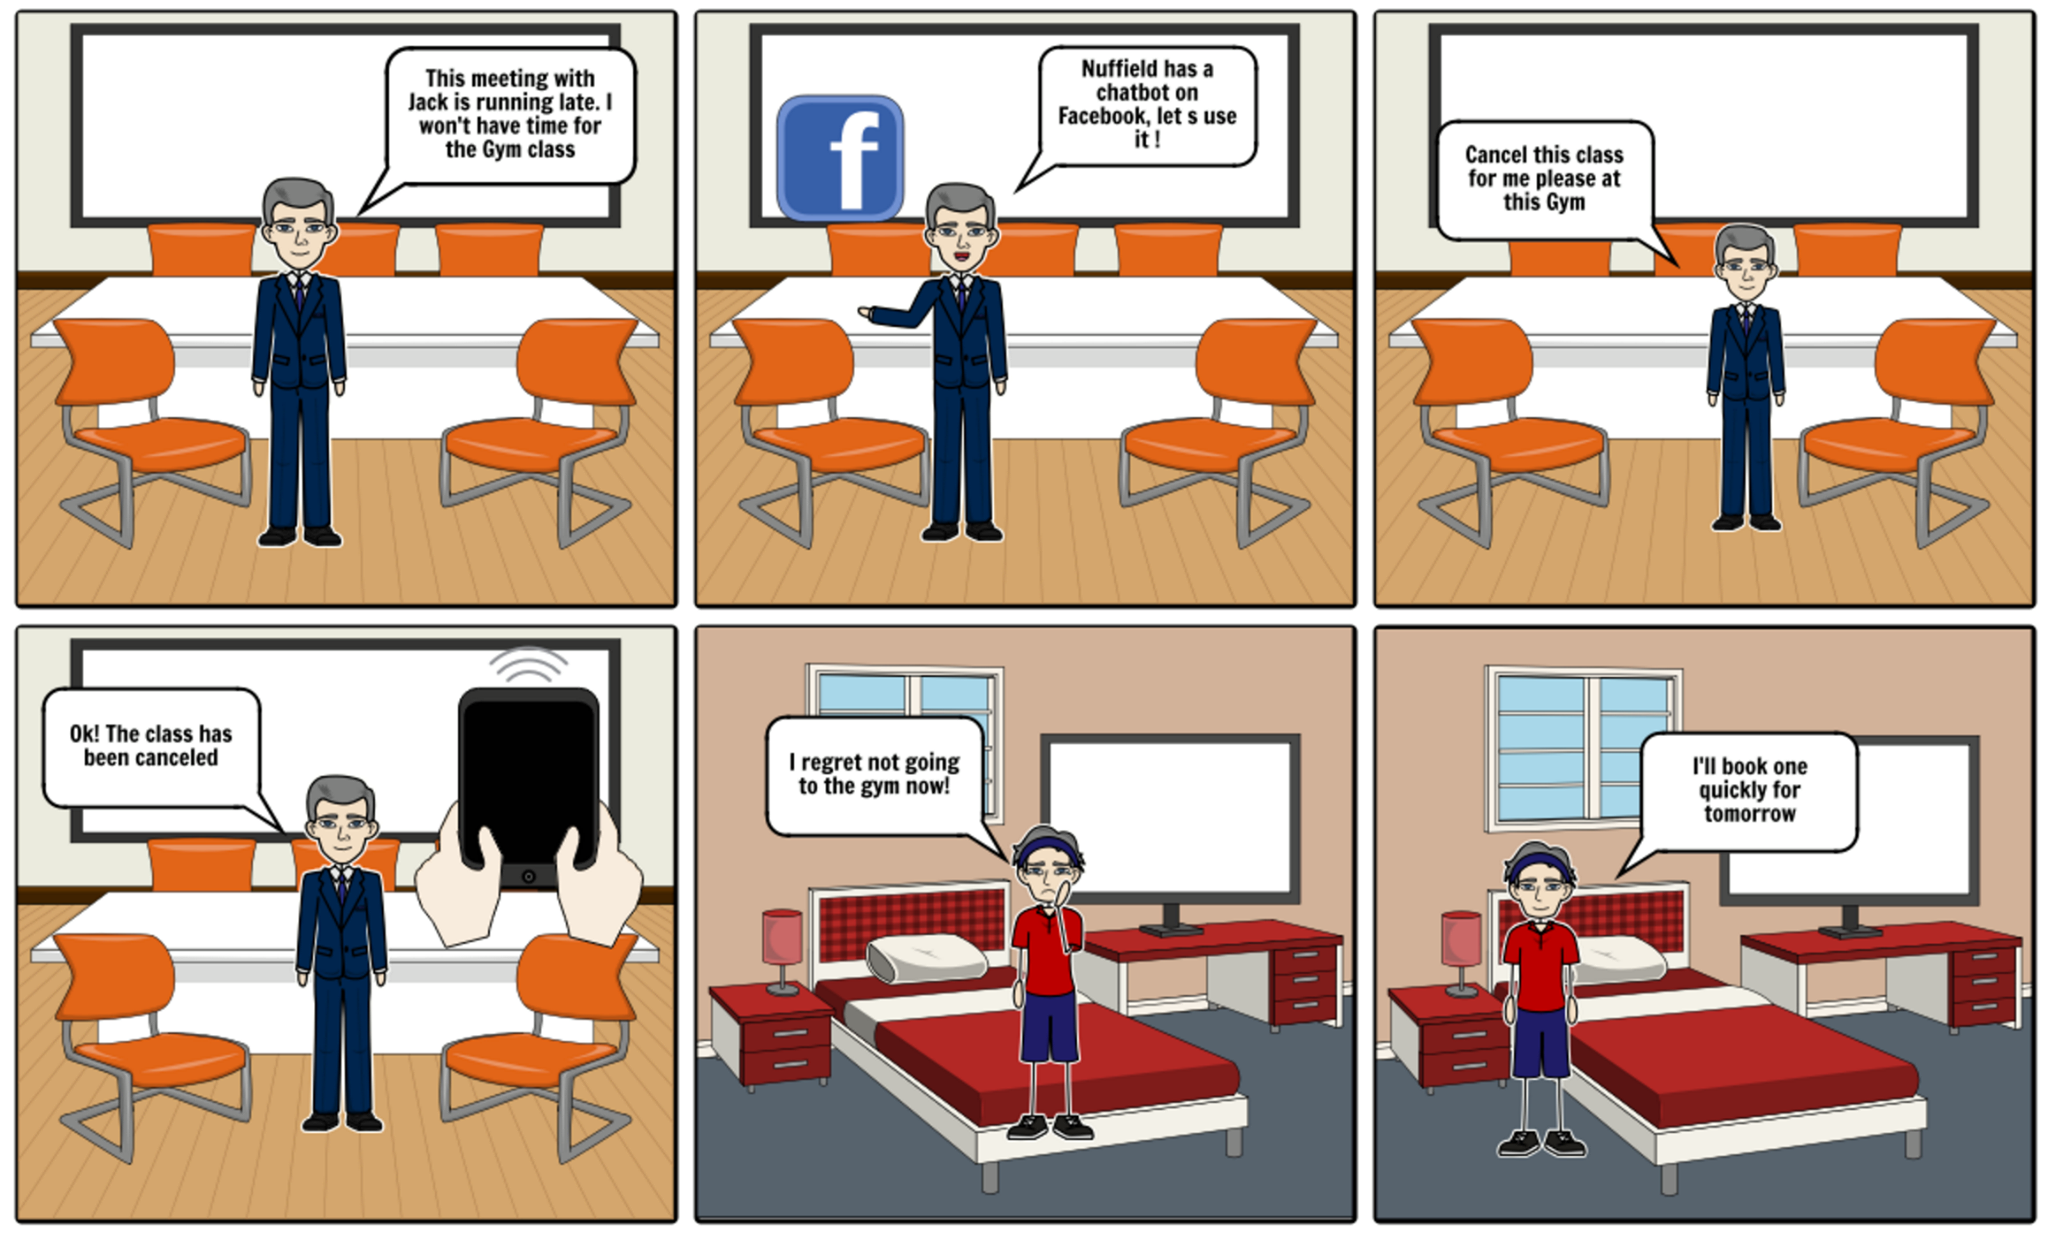 This meeting with
Jack is running late. I
won't have time for
the Gym class
Nuffield has a
chatbot on
Facebook, let s use
it !
f
Cancel this class
for me please at
this Gym
Ok! The class has
been canceled
I regret not going
to the gym now!
I'll book one
quickly for
tomorrow